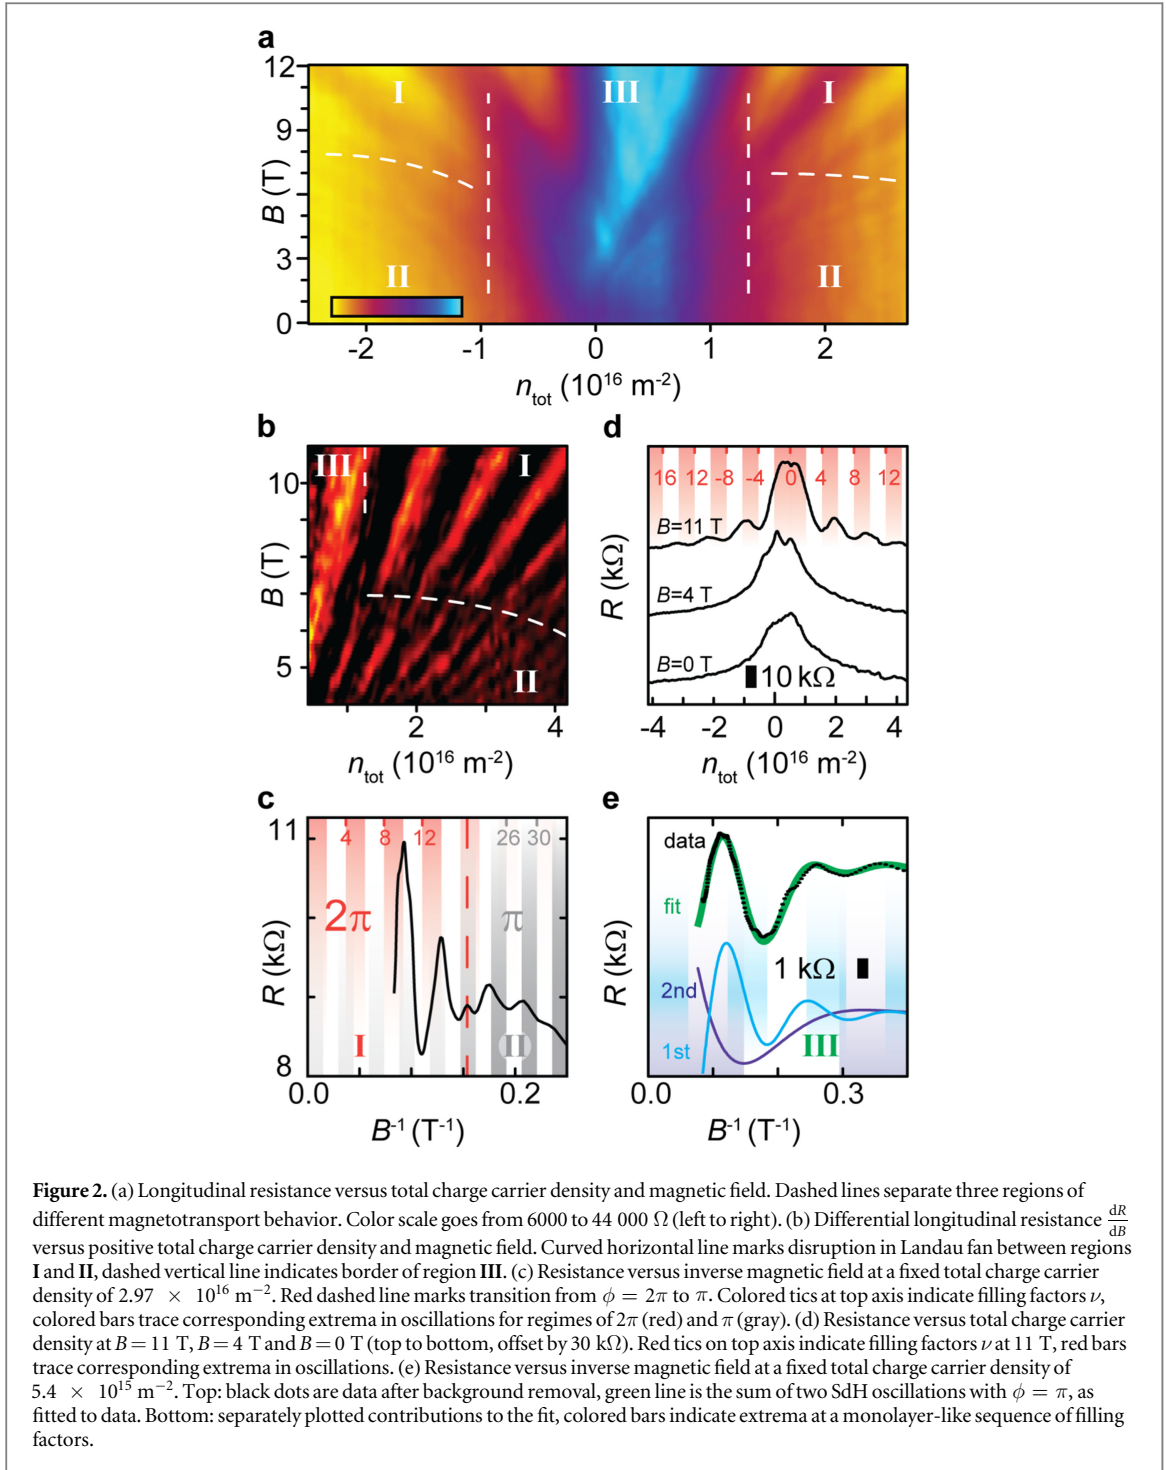 a
12
9
6
3
0
B (T)
I
III
I
II
II
-2
-1
0
1
2
n_tot (10^16 m^-2)
b
III
I
II
10
5
B (T)
2
4
n_tot (10^16 m^-2)
d
16 12 -8 -4 0 4 8 12
B=11 T
B=4 T
B=0 T
10 kΩ
R (kΩ)
-4
-2
0
2
4
n_tot (10^16 m^-2)
c
11
8
R (kΩ)
4 8 12 26 30
2π
π
I
II
0.0
0.2
B^-1 (T^-1)
e
data
fit
1 kΩ
2nd
1st
III
R (kΩ)
0.0
0.3
B^-1 (T^-1)
Figure 2. (a) Longitudinal resistance versus total charge carrier density and magnetic field. Dashed lines separate three regions of
different magnetotransport behavior. Color scale goes from 6000 to 44 000 Ω (left to right). (b) Differential longitudinal resistance dR/dB
versus positive total charge carrier density and magnetic field. Curved horizontal line marks disruption in Landau fan between regions
I and II, dashed vertical line indicates border of region III. (c) Resistance versus inverse magnetic field at a fixed total charge carrier
density of 2.97 × 10^16 m^-2. Red dashed line marks transition from ϕ = 2π to π. Colored tics at top axis indicate filling factors ν,
colored bars trace corresponding extrema in oscillations for regimes of 2π (red) and π (gray). (d) Resistance versus total charge carrier
density at B = 11 T, B = 4 T and B = 0 T (top to bottom, offset by 30 kΩ). Red tics on top axis indicate filling factors ν at 11 T, red bars
trace corresponding extrema in oscillations. (e) Resistance versus inverse magnetic field at a fixed total charge carrier density of
5.4 × 10^15 m^-2. Top: black dots are data after background removal, green line is the sum of two SdH oscillations with ϕ = π, as
fitted to data. Bottom: separately plotted contributions to the fit, colored bars indicate extrema at a monolayer-like sequence of filling
factors.